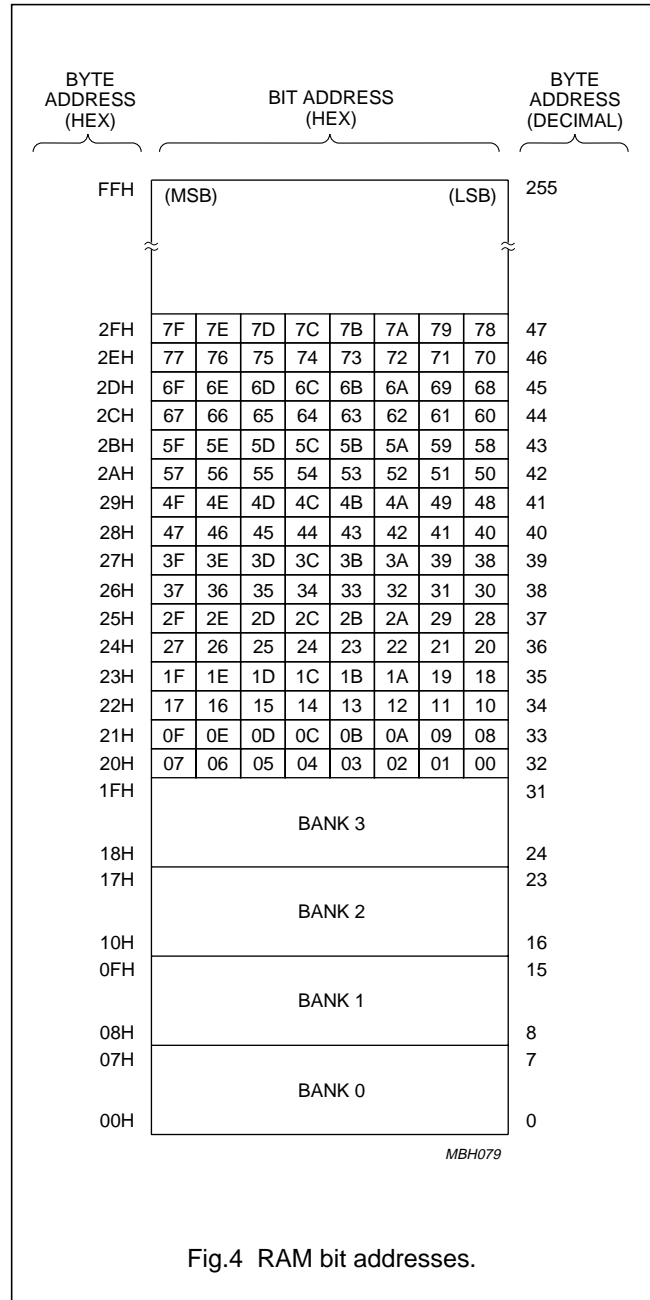 BYTE ADDRESS (HEX)
BIT ADDRESS (HEX)
BYTE ADDRESS (DECIMAL)
FFH (MSB) (LSB) 255
2FH 7F 7E 7D 7C 7B 7A 79 78 47
2EH 77 76 75 74 73 72 71 70 46
2DH 6F 6E 6D 6C 6B 6A 69 68 45
2CH 67 66 65 64 63 62 61 60 44
2BH 5F 5E 5D 5C 5B 5A 59 58 43
2AH 57 56 55 54 53 52 51 50 42
29H 4F 4E 4D 4C 4B 4A 49 48 41
28H 47 46 45 44 43 42 41 40 40
27H 3F 3E 3D 3C 3B 3A 39 38 39
26H 37 36 35 34 33 32 31 30 38
25H 2F 2E 2D 2C 2B 2A 29 28 37
24H 27 26 25 24 23 22 21 20 36
23H 1F 1E 1D 1C 1B 1A 19 18 35
22H 17 16 15 14 13 12 11 10 34
21H 0F 0E 0D 0C 0B 0A 09 08 33
20H 07 06 05 04 03 02 01 00 32
1FH 31
BANK 3
18H 24
17H 23
BANK 2
10H 16
0FH 15
BANK 1
08H 8
07H 7
BANK 0
00H 0
MBH079
Fig.4 RAM bit addresses.